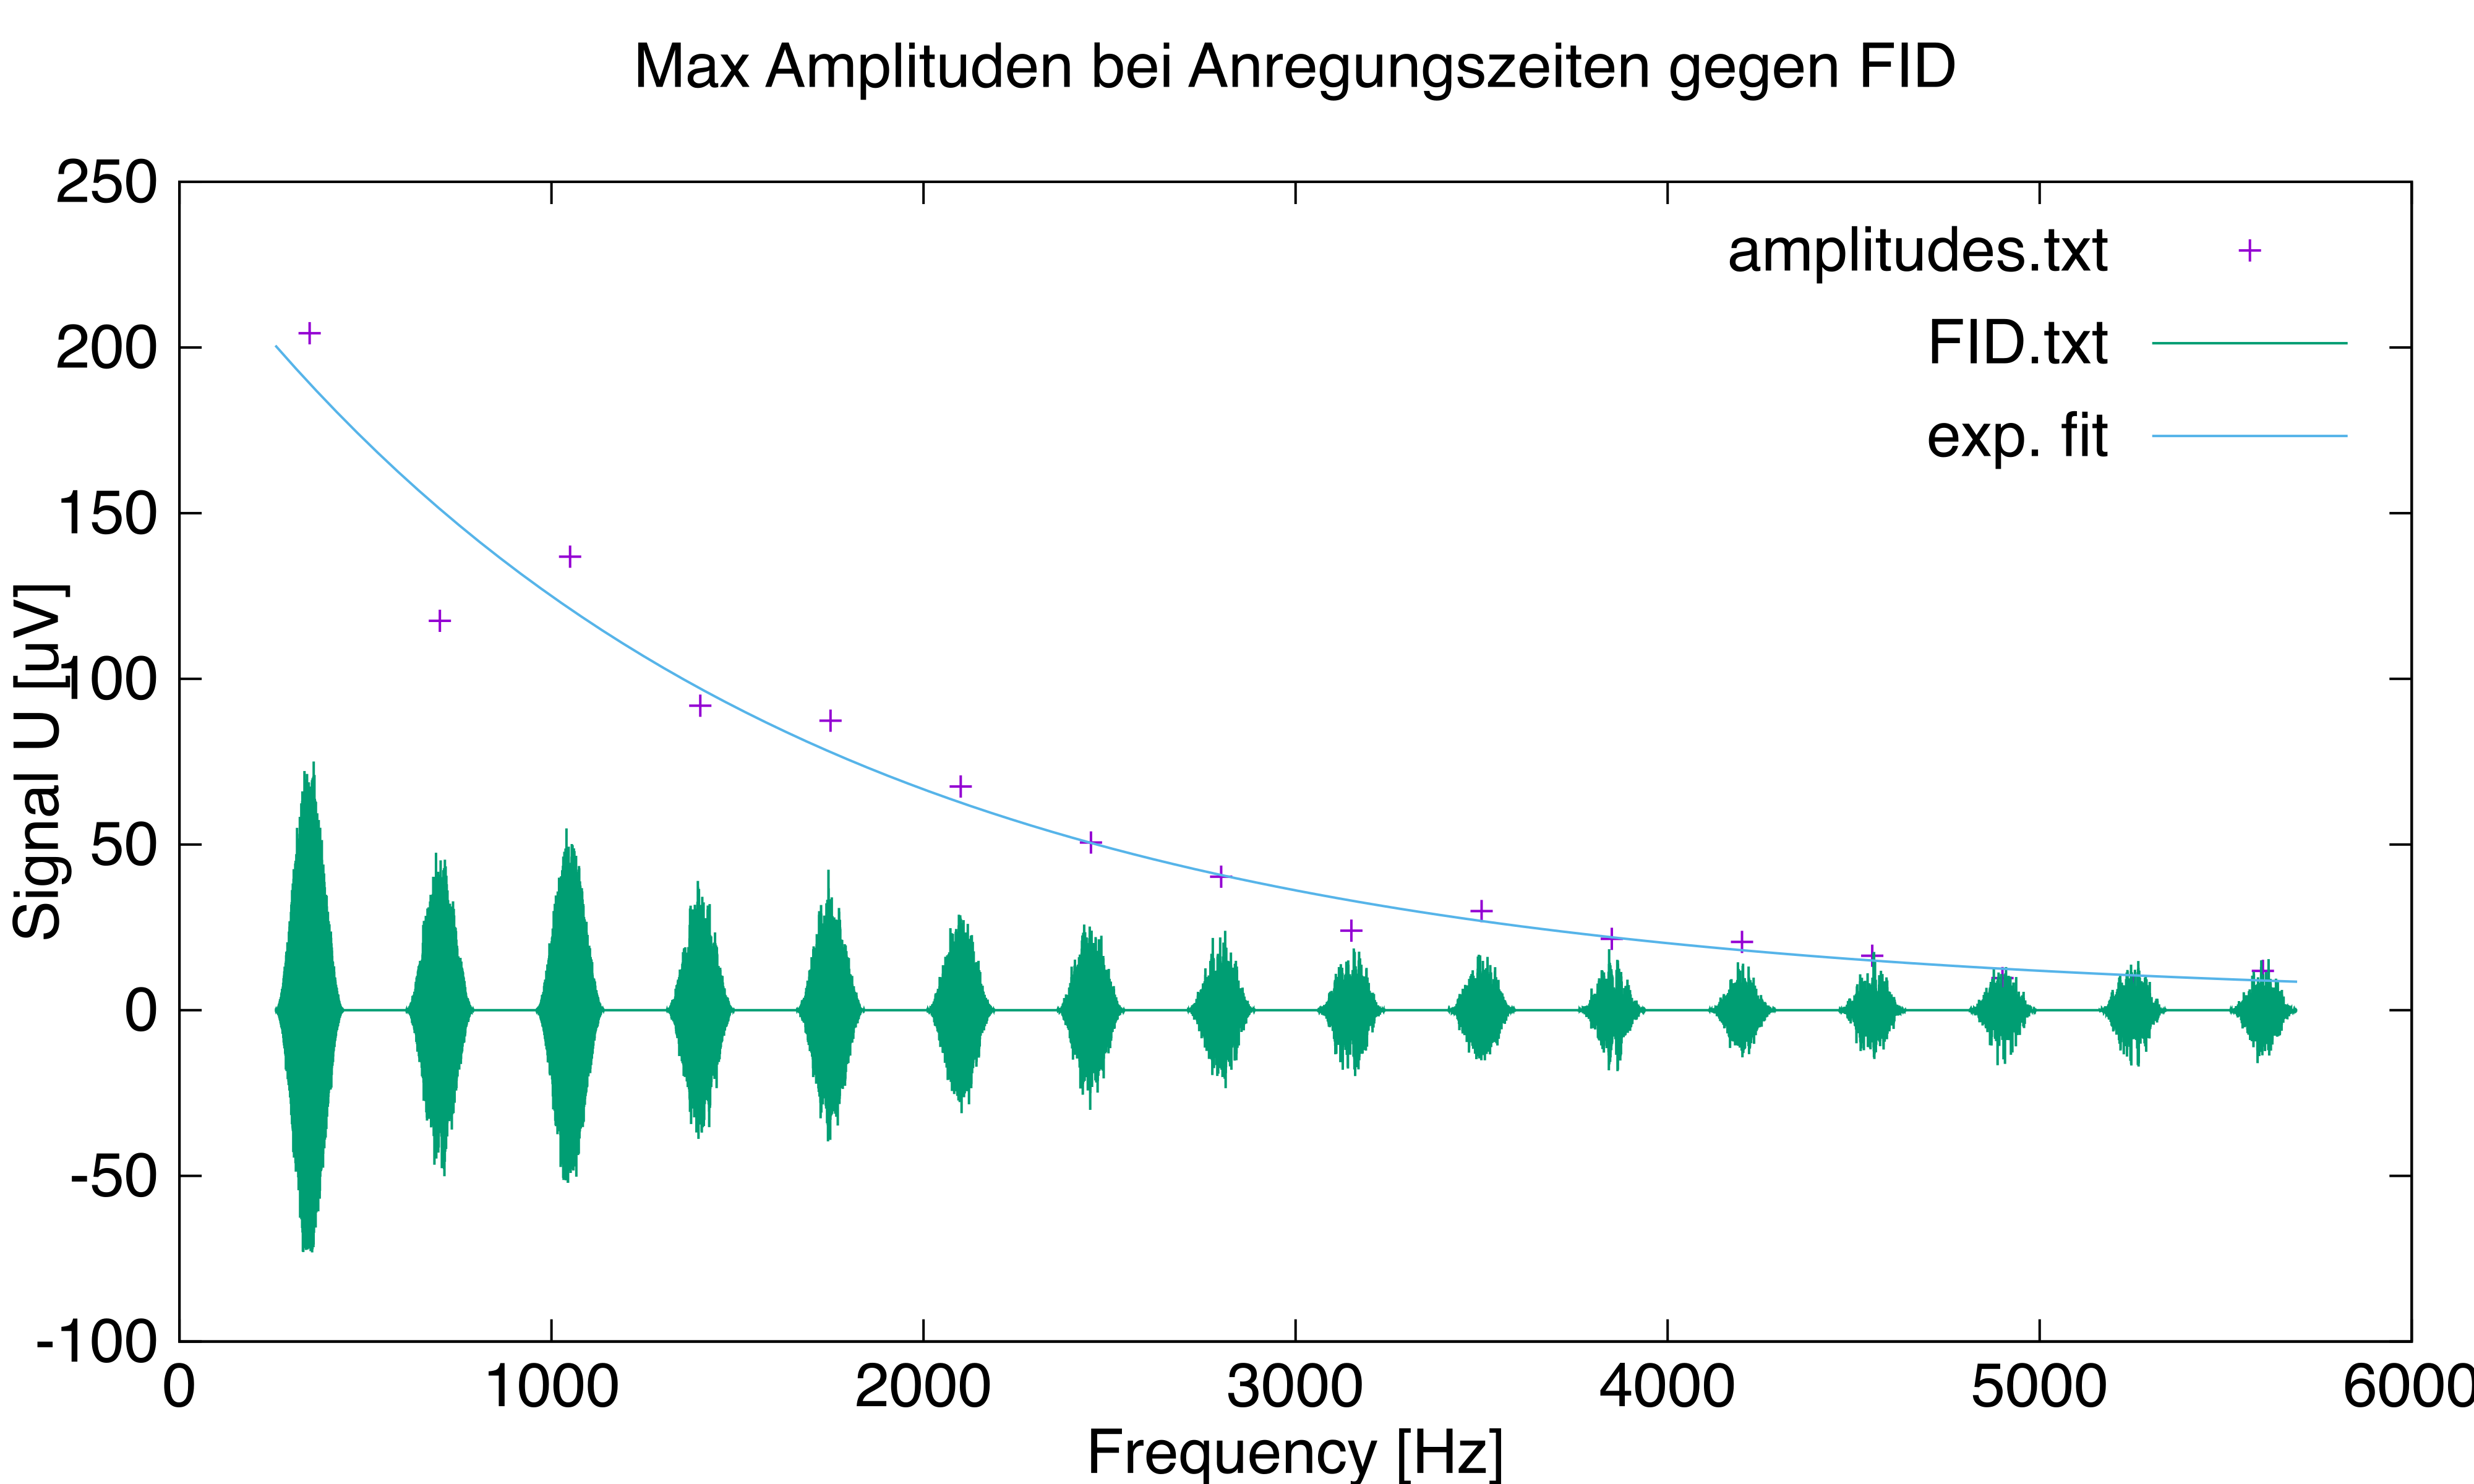 Max Amplituden bei Anregungszeiten gegen FID
250
200
150
100
50
0
-50
-100
Signal U [uV]
amplitudes.txt
FID.txt
exp. fit
0 1000 2000 3000 4000 5000 6000
Frequency [Hz]